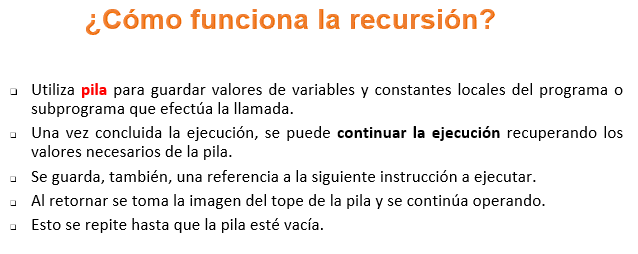 ¿Cómo funciona la recursión?
Utiliza pila para guardar valores de variables y constantes locales del programa o
subprograma que efectúa la llamada.
Una vez concluida la ejecución, se puede continuar la ejecución recuperando los
valores necesarios de la pila.
Se guarda, también, una referencia a la siguiente instrucción a ejecutar.
Al retornar se toma la imagen del tope de la pila y se continúa operando.
Esto se repite hasta que la pila esté vacía.